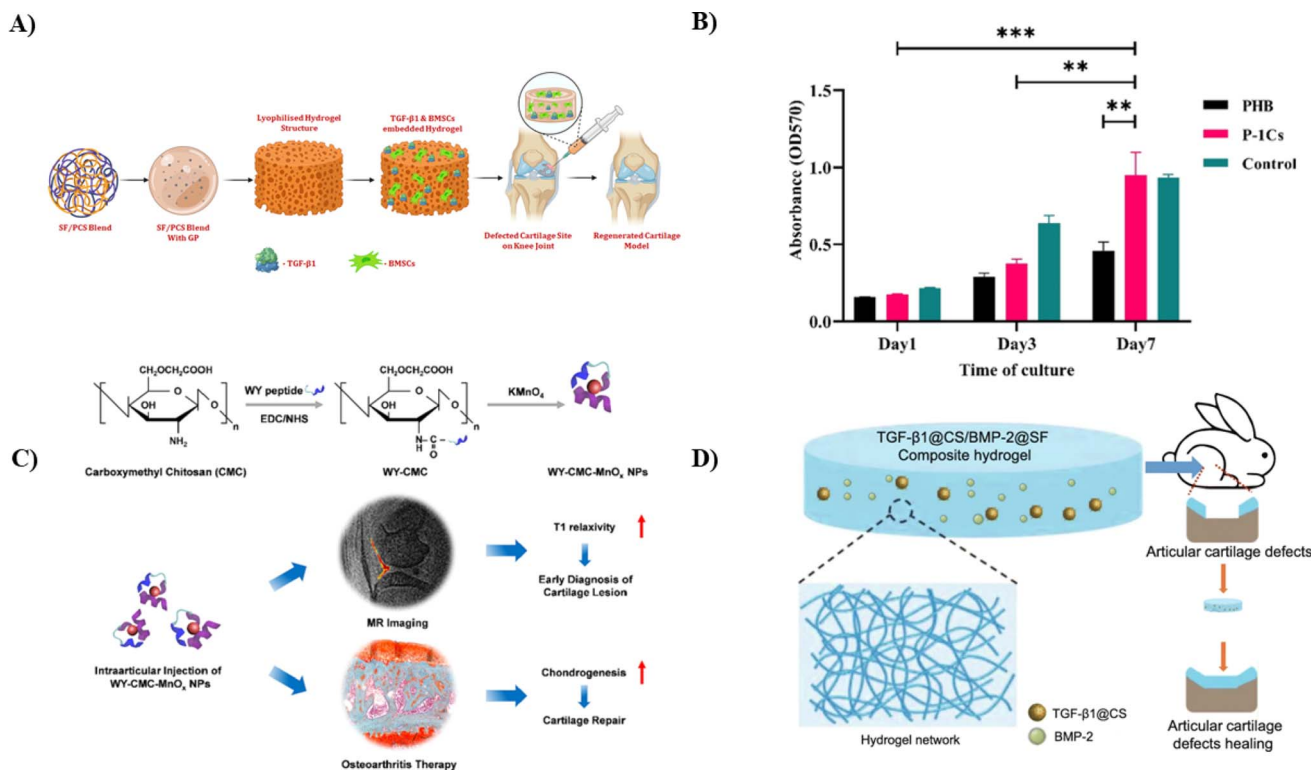 A)
Lyophilised Hydrogel
Structure
TGF-β1 & BMSCs
embedded Hydrogel
SF/PCS Blend
SF/PCS Blend
With GP
Defected Cartilage Site
on Knee Joint
Regenerated Cartilage
Model
- TGF-β1
- BMSCs
B)
***
**
**
PHB
P-1Cs
Control
Absorbance (OD570)
1.5
1.0
0.5
0.0
Day1
Day3
Day7
Time of culture
C)
C₆ROCH₂COOH
O
OH
NH₂
n
Carboxymethyl Chitosan (CMC)
WY peptide
EDC/NHS
C₆ROCH₂COOH
O
OH
N-C
H
O
n
WY-CMC
KMnO₄
WY-CMC-MnOₓ NPs
Intraarticular Injection of
WY-CMC-MnOₓ NPs
MR Imaging
T1 relaxivity
Early Diagnosis of
Cartilage Lesion
Osteoarthritis Therapy
Chondrogenesis
Cartilage Repair
D)
TGF-β1@CS/BMP-2@SF
Composite hydrogel
Hydrogel network
TGF-β1@CS
BMP-2
Articular cartilage defects
Articular cartilage
defects healing